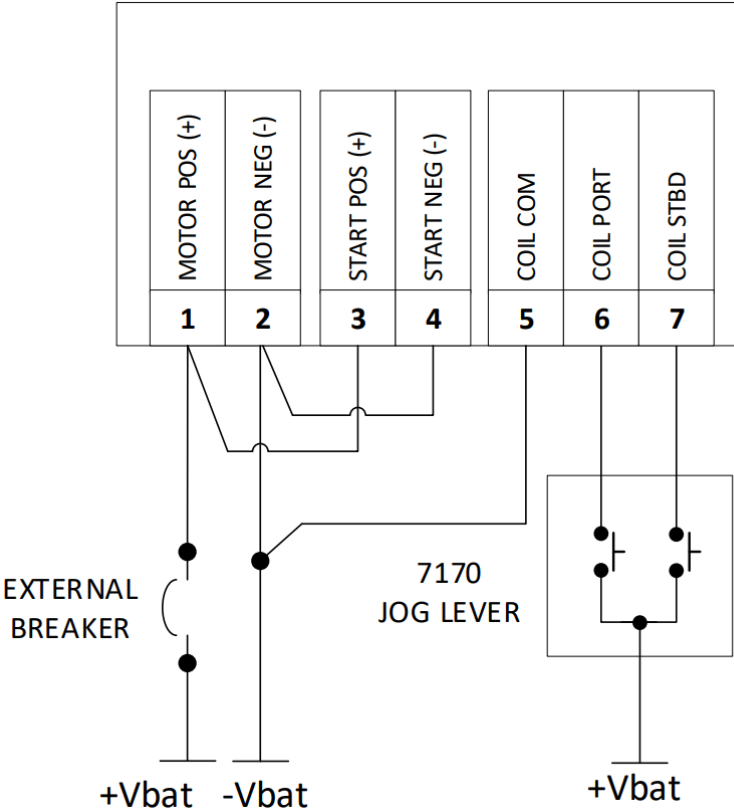 MOTOR POS (+)
MOTOR NEG (-)
START POS (+)
START NEG (-)
COIL COM
COIL PORT
COIL STBD
1
2
3
4
5
6
7
EXTERNAL
BREAKER
7170
JOG LEVER
+Vbat
-Vbat
+Vbat